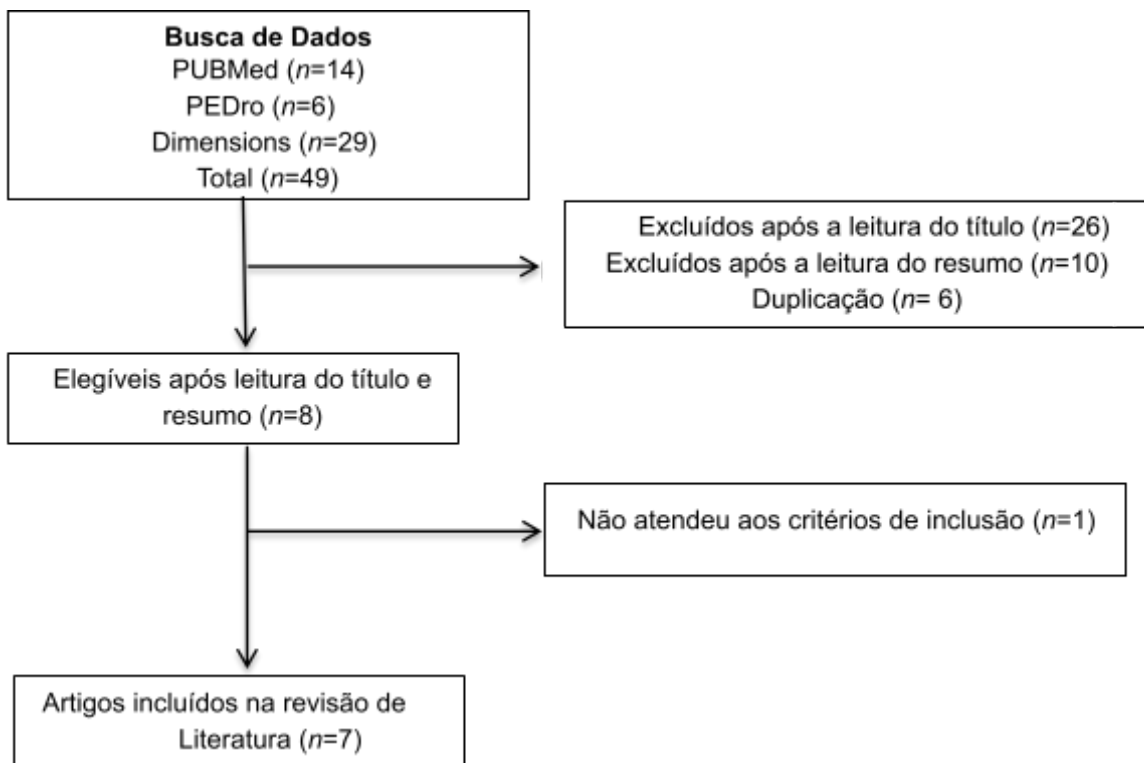 Busca de Dados
PUBMed (n=14)
PEDro (n=6)
Dimensions (n=29)
Total (n=49)
Excluídos após a leitura do título (n=26)
Excluídos após a leitura do resumo (n=10)
Duplicação (n= 6)
Elegíveis após leitura do título e
resumo (n=8)
Não atendeu aos critérios de inclusão (n=1)
Artigos incluídos na revisão de
Literatura (n=7)